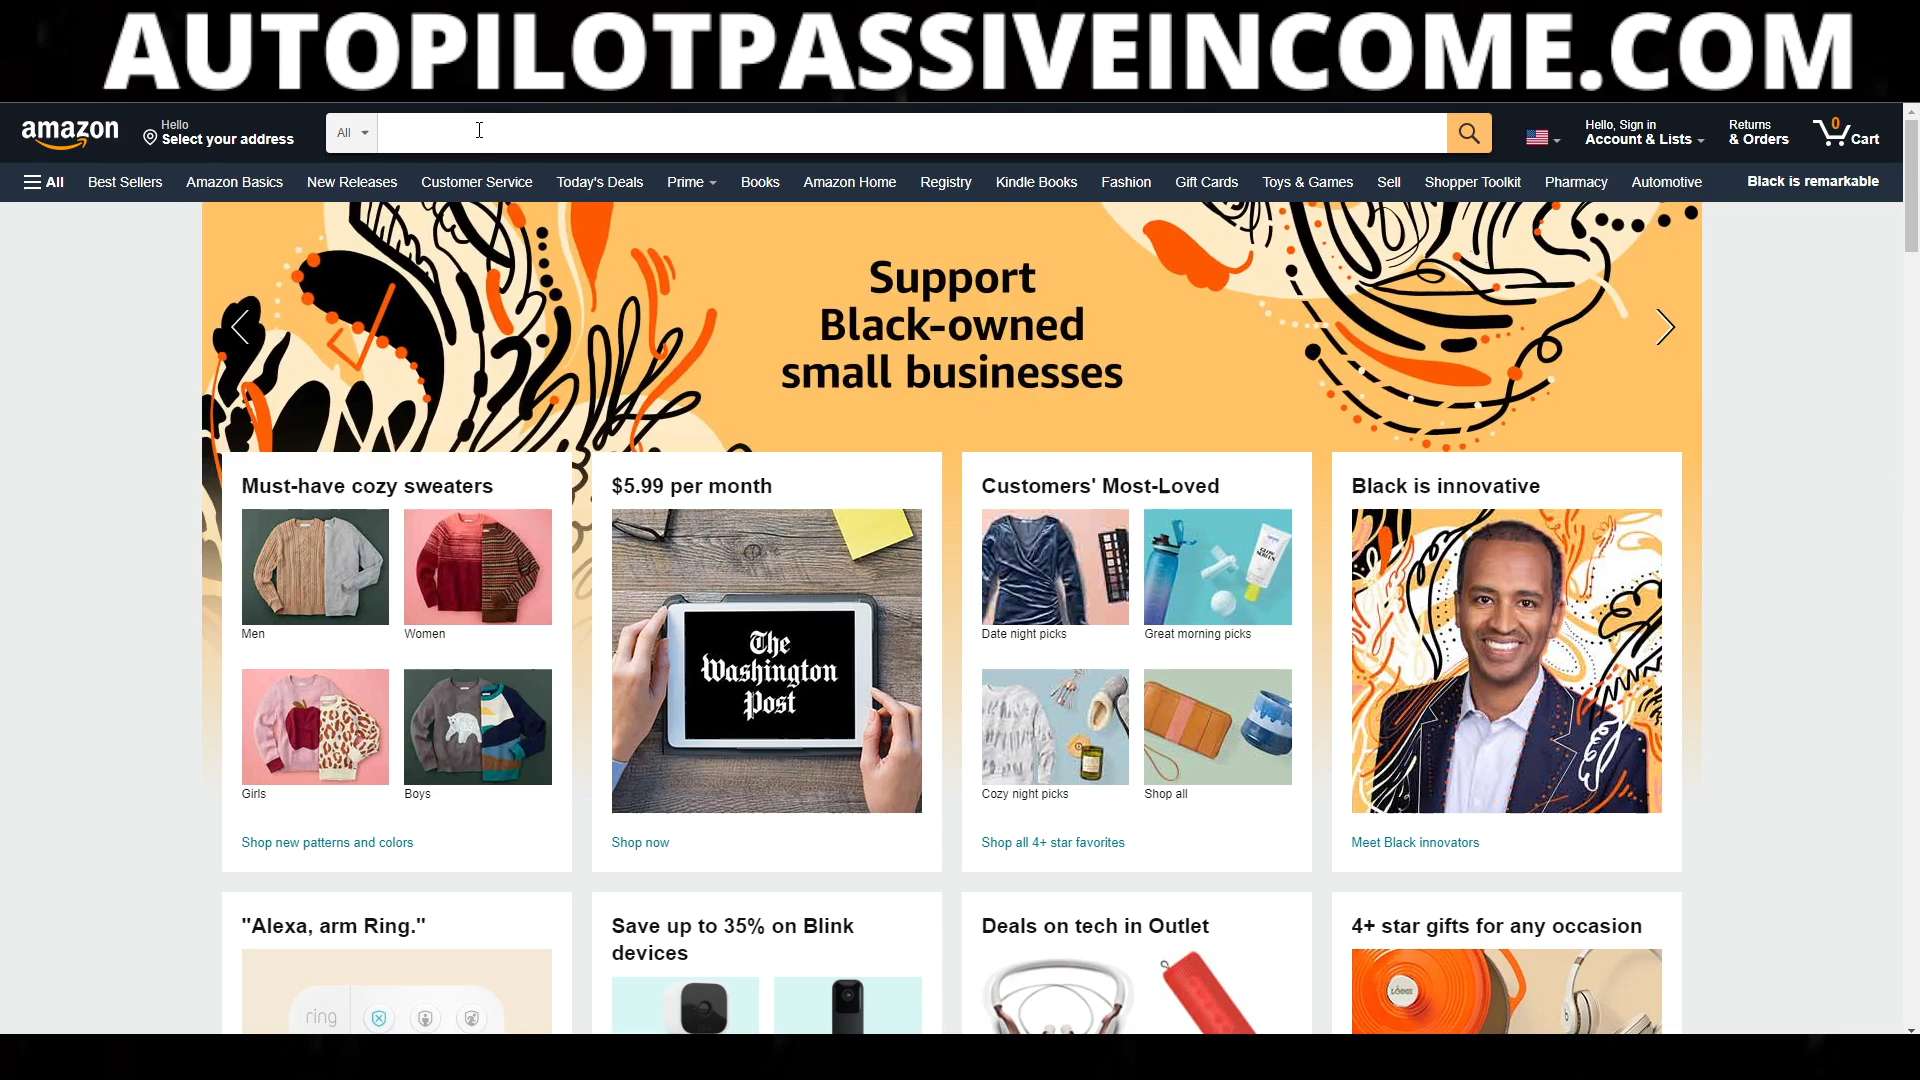 AUTOPILOTPASSIVEINCOME.COM
amazon
Hello
Select your address
All
Hello, Sign in
Account & Lists
Returns
& Orders
0
Cart
All
Best Sellers
Amazon Basics
New Releases
Customer Service
Today's Deals
Prime
Books
Amazon Home
Registry
Kindle Books
Fashion
Gift Cards
Toys & Games
Sell
Shopper Toolkit
Pharmacy
Automotive
Black is remarkable
Support
Black-owned
small businesses
Must-have cozy sweaters
Men
Women
Girls
Boys
Shop new patterns and colors
$5.99 per month
The
Washington
Post
Shop now
Customers' Most-Loved
GLOW
SCREEN
Date night picks
Great morning picks
Cozy night picks
Shop all
Shop all 4+ star favorites
Black is innovative
Meet Black innovators
"Alexa, arm Ring."
ring
Save up to 35% on Blink
devices
Deals on tech in Outlet
4+ star gifts for any occasion
LODGE